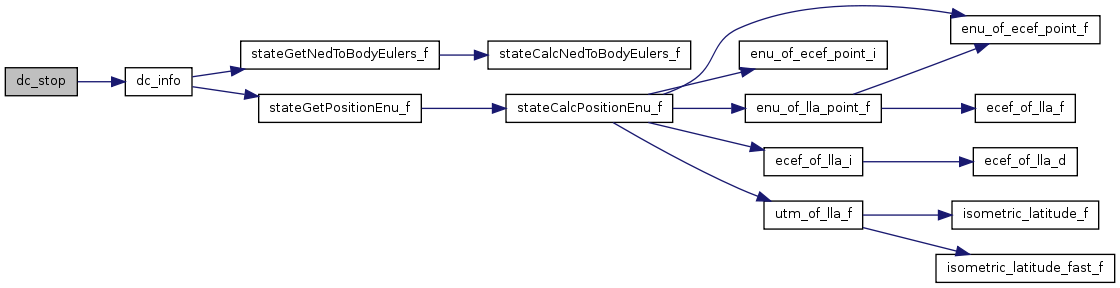 dc_stop
dc_info
stateGetNedToBodyEulers_f
stateCalcNedToBodyEulers_f
stateGetPositionEnu_f
stateCalcPositionEnu_f
enu_of_ecef_point_f
enu_of_ecef_point_i
enu_of_lla_point_f
ecef_of_lla_f
ecef_of_lla_i
ecef_of_lla_d
utm_of_lla_f
isometric_latitude_f
isometric_latitude_fast_f